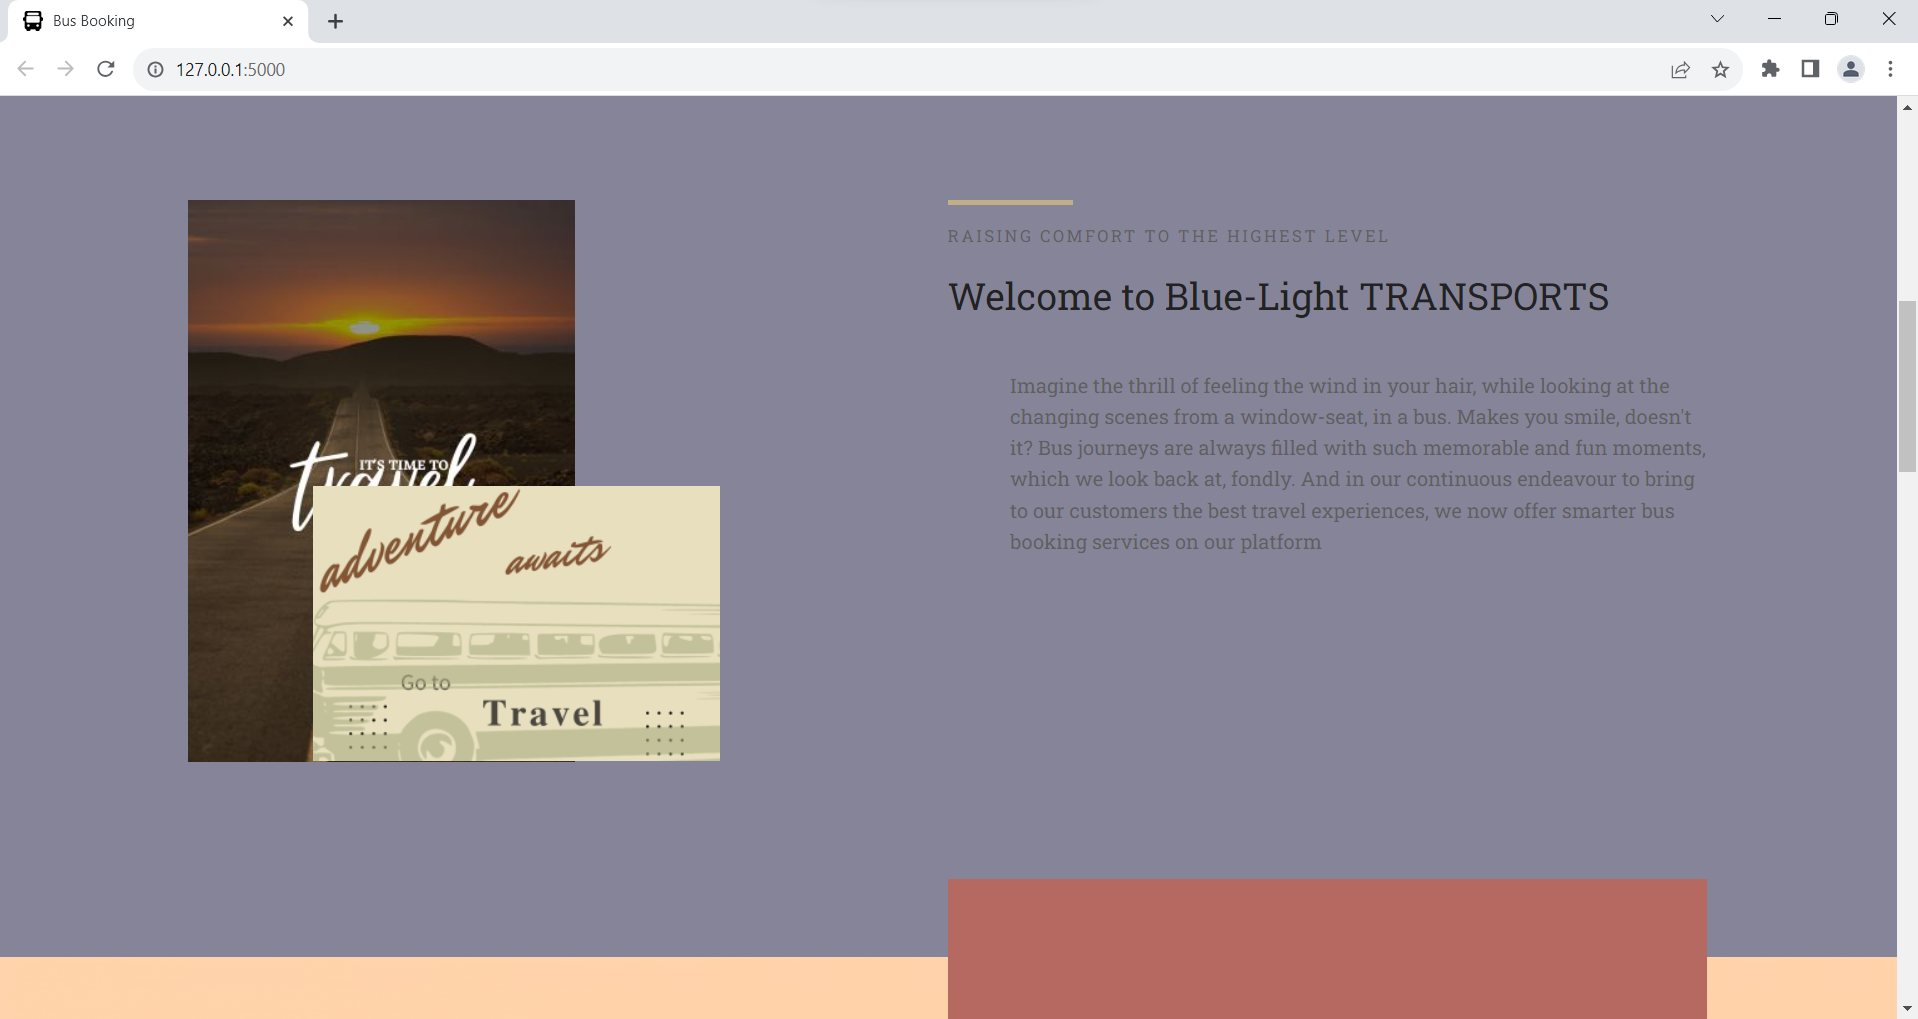 Bus Booking
127.0.0.1:5000
RAISING COMFORT TO THE HIGHEST LEVEL
Welcome to Blue-Light TRANSPORTS
Imagine the thrill of feeling the wind in your hair, while looking at the
changing scenes from a window-seat, in a bus. Makes you smile, doesn't
it? Bus journeys are always filled with such memorable and fun moments,
which we look back at, fondly. And in our continuous endeavour to bring
to our customers the best travel experiences, we now offer smarter bus
booking services on our platform
IT'S TIME TO
travel
adventure
awaits
Go to
Travel